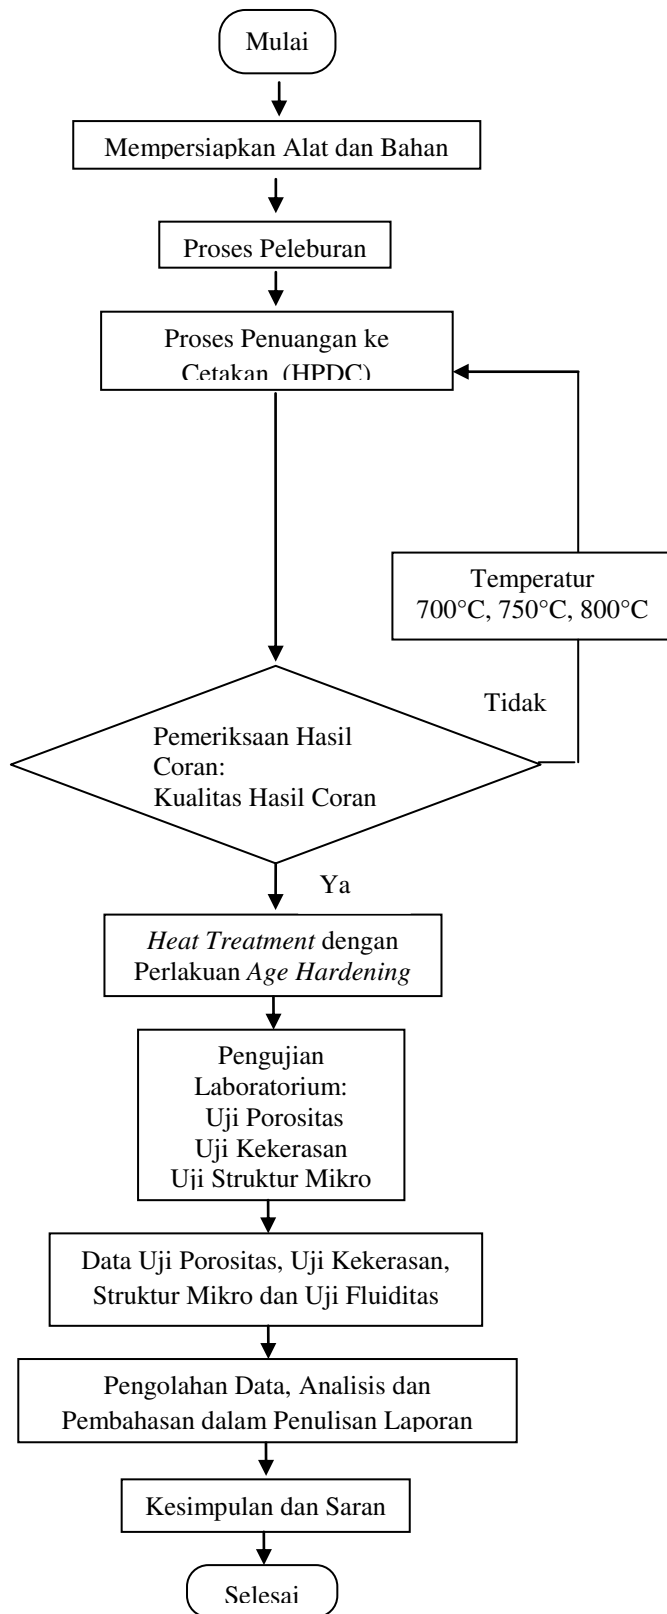 Mulai
Mempersiapkan Alat dan Bahan
Proses Peleburan
Proses Penuangan ke
Cetakan (HPDC)
Temperatur
700°C, 750°C, 800°C
Tidak
Pemeriksaan Hasil
Coran:
Kualitas Hasil Coran
Ya
Heat Treatment dengan
Perlakuan Age Hardening
Pengujian
Laboratorium:
Uji Porositas
Uji Kekerasan
Uji Struktur Mikro
Data Uji Porositas, Uji Kekerasan,
Struktur Mikro dan Uji Fluiditas
Pengolahan Data, Analisis dan
Pembahasan dalam Penulisan Laporan
Kesimpulan dan Saran
Selesai